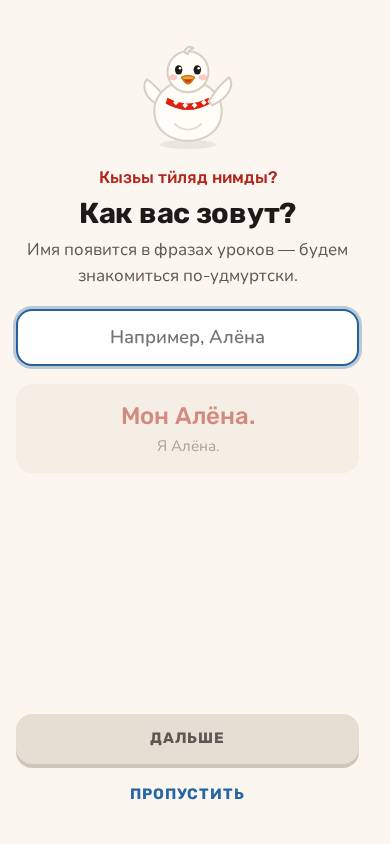 Кызьы тӥляд нимды?
Как вас зовут?
Имя появится в фразах уроков — будем
знакомиться по-удмуртски.
Например, Алёна
Мон Алёна.
Я Алёна.
ДАЛЬШЕ
ПРОПУСТИТЬ